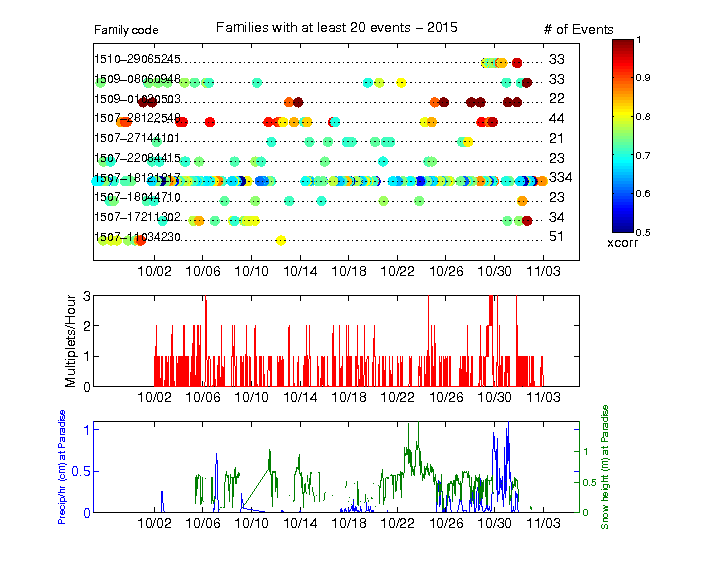 Family code
Families with at least 20 events – 2015
# of Events
1510–29065245 33
1509–08060948 33
1509–01020503 22
1507–28122549 44
1507–27144101 21
1507–22084415 23
334
1507–18044710 23
1507–17211302 34
1507–11034230 51
10/02 10/06 10/10 10/14 10/18 10/22 10/26 10/30 11/03
1
0.9
0.8
0.7
0.6
0.5
xcorr
Multiplets/Hour
3
2
1
0
10/02 10/06 10/10 10/14 10/18 10/22 10/26 10/30 11/03
Precip/hr (cm) at Paradise
1
0.5
0
Snow height (m) at Paradise
1
0.5
0
10/02 10/06 10/10 10/14 10/18 10/22 10/26 10/30 11/03